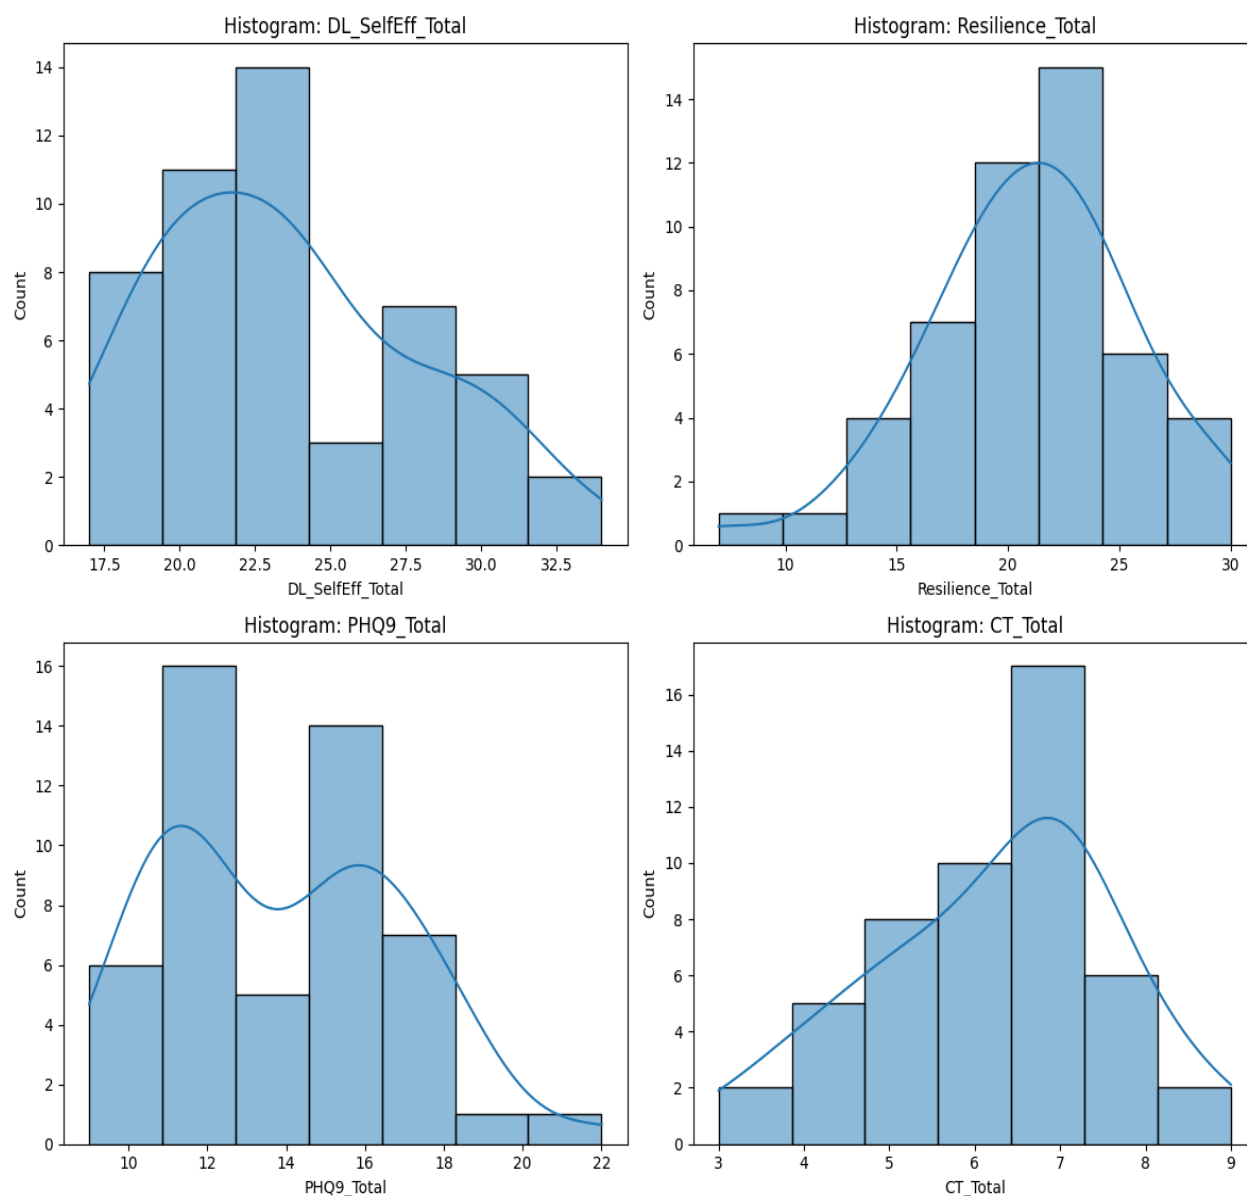 Histogram: DL_SelfEff_Total
14
12
10
8
6
4
2
0
Count
17.5 20.0 22.5 25.0 27.5 30.0 32.5
DL_SelfEff_Total
Histogram: Resilience_Total
14
12
10
8
6
4
2
0
Count
10 15 20 25 30
Resilience_Total
Histogram: PHQ9_Total
16
14
12
10
8
6
4
2
0
Count
10 12 14 16 18 20 22
PHQ9_Total
Histogram: CT_Total
16
14
12
10
8
6
4
2
0
Count
3 4 5 6 7 8 9
CT_Total